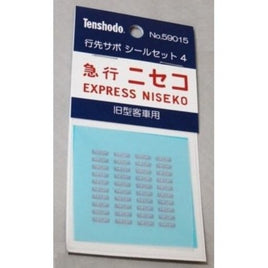 Tenshodo. No.59015
行先サボ シールセット 4
急行 ニセコ
EXPRESS NISEKO
旧型客車用